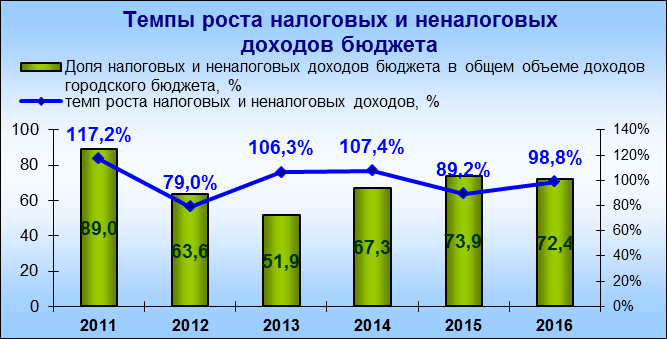 Темпы роста налоговых и неналоговых
доходов бюджета
Доля налоговых и неналоговых доходов бюджета в общем объеме доходов
городского бюджета, %
темп роста налоговых и неналоговых доходов, %
100 117,2% 79,0% 106,3% 107,4% 89,2% 98,8% 140%
120%
80
100%
60
80%
60%
40
89,0 63,6 51,9 67,3 73,9 72,4
40%
20
20%
0 0%
2011 2012 2013 2014 2015 2016